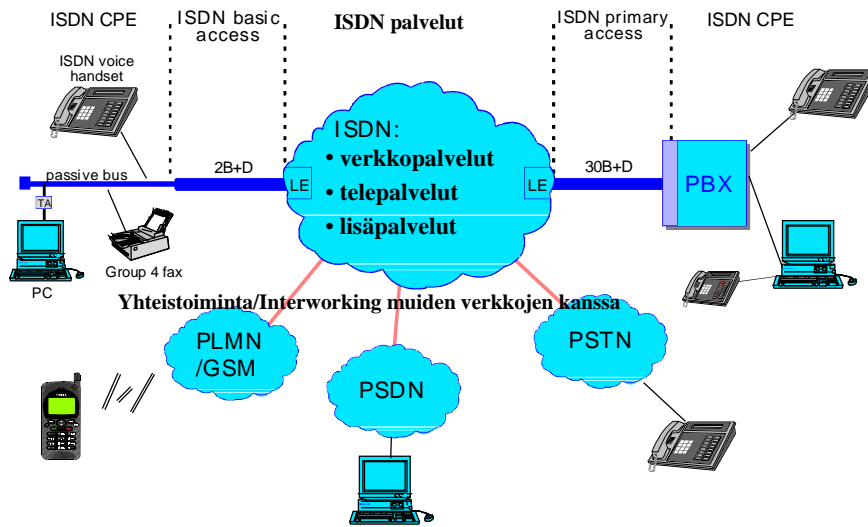 ISDN CPE
ISDN basic
access
ISDN palvelut
ISDN primary
access
ISDN CPE
ISDN voice
handset
ISDN:
• verkkopalvelut
• telepalvelut
• lisäpalvelut
2B+D
LE
LE
30B+D
PBX
passive bus
TA
PC
Group 4 fax
Yhteistoiminta/Interworking muiden verkkojen kanssa
PLMN
/GSM
PSDN
PSTN